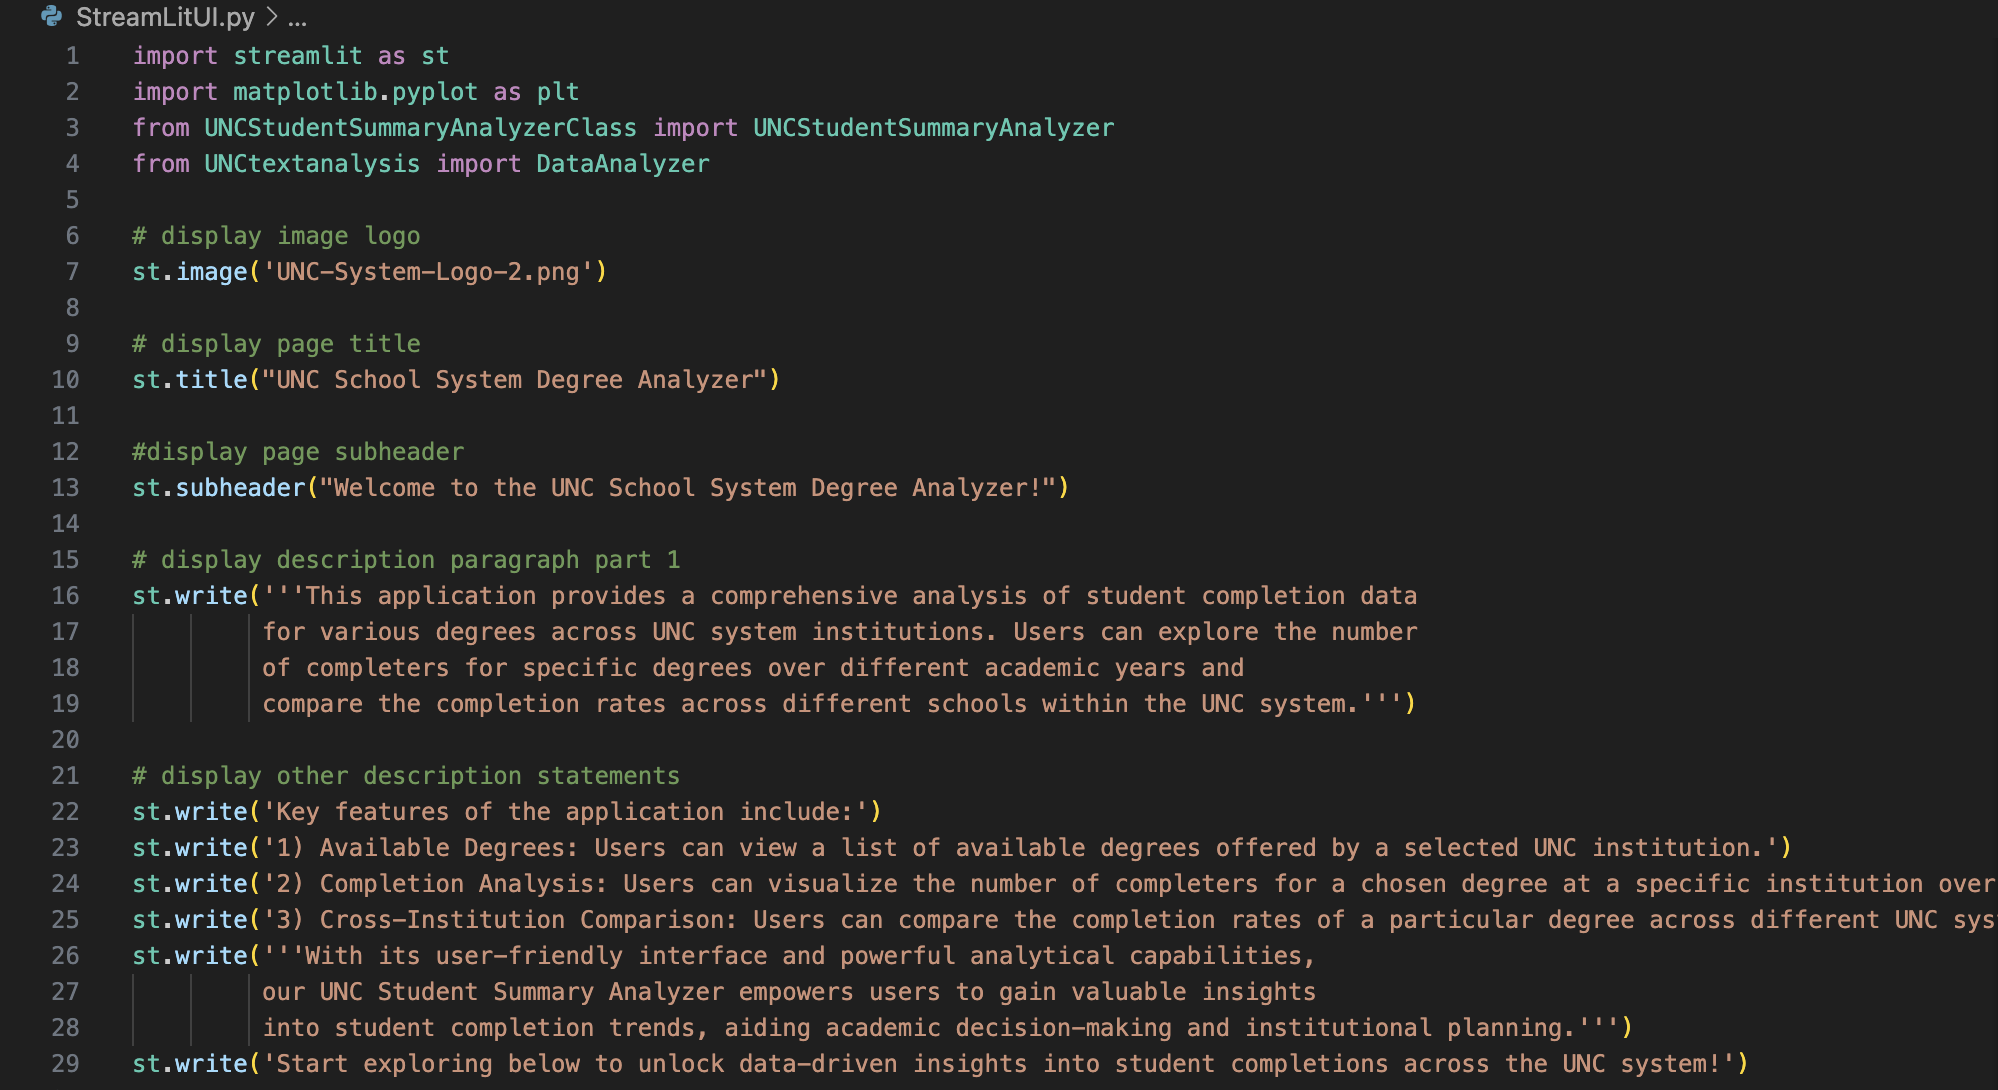 StreamLitUI.py > ...
1 import streamlit as st
2 import matplotlib.pyplot as plt
3 from UNCStudentSummaryAnalyzerClass import UNCStudentSummaryAnalyzer
4 from UNCtextanalysis import DataAnalyzer
5
6 # display image logo
7 st.image('UNC-System-Logo-2.png')
8
9 # display page title
10 st.title("UNC School System Degree Analyzer")
11
12 #display page subheader
13 st.subheader("Welcome to the UNC School System Degree Analyzer!")
14
15 # display description paragraph part 1
16 st.write('''This application provides a comprehensive analysis of student completion data
17 for various degrees across UNC system institutions. Users can explore the number
18 of completers for specific degrees over different academic years and
19 compare the completion rates across different schools within the UNC system.''')
20
21 # display other description statements
22 st.write('Key features of the application include:')
23 st.write('1) Available Degrees: Users can view a list of available degrees offered by a selected UNC institution.')
24 st.write('2) Completion Analysis: Users can visualize the number of completers for a chosen degree at a specific institution over
25 st.write('3) Cross-Institution Comparison: Users can compare the completion rates of a particular degree across different UNC sys
26 st.write('''With its user-friendly interface and powerful analytical capabilities,
27 our UNC Student Summary Analyzer empowers users to gain valuable insights
28 into student completion trends, aiding academic decision-making and institutional planning.''')
29 st.write('Start exploring below to unlock data-driven insights into student completions across the UNC system!')